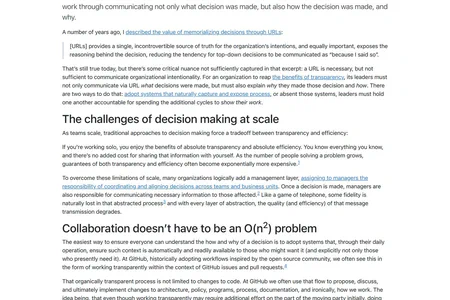 work through communicating not only what decision was made, but also how the decision was made, and
why.
A number of years ago, I described the value of memorializing decisions through URLs:
[URLs] provides a single, incontrovertible source of truth for the organization's intentions, and equally important, exposes the
reasoning behind the decision, reducing the tendency for top-down decisions to be communicated as "because I said so".
That's still true today, but there's some critical nuance not sufficiently captured in that excerpt: a URL is necessary, but not
sufficient to communicate organizational intentionality. For an organization to reap the benefits of transparency, its leaders must
not only communicate via URL what decisions were made, but must also explain why they made those decision and how. There
are two ways to do that: adopt systems that naturally capture and expose process, or absent those systems, leaders must hold
one another accountable for spending the additional cycles to show their work.
The challenges of decision making at scale
As teams scale, traditional approaches to decision making force a tradeoff between transparency and efficiency:
If you're working solo, you enjoy the benefits of absolute transparency and absolute efficiency. You know everything you know,
and there's no added cost for sharing that information with yourself. As the number of people solving a problem grows,
guarantees of both transparency and efficiency often become exponentially more expensive.1
To overcome these limitations of scale, many organizations logically add a management layer, assigning to managers the
responsibility of coordinating and aligning decisions across teams and business units. Once a decision is made, managers are
also responsible for communicating necessary information to those affected.2 Like a game of telephone, some fidelity is
naturally lost in that abstracted process3 and with every layer of abstraction, the quality (and efficiency) of that message
transmission degrades.
Collaboration doesn't have to be an O(n2) problem
The easiest way to ensure everyone can understand the how and why of a decision is to adopt systems that, through their daily
operation, ensure such context is automatically and readily available to those who might want it (and explicitly not only those
who presently need it). At GitHub, historically adopting workflows inspired by the open source community, we often see this in
the form of working transparently within the context of GitHub issues and pull requests.4
That organically transparent process is not limited to changes to code. At GitHub we often use that flow to propose, discuss,
and ultimately implement changes to architecture, policy, programs, process, documentation, and ironically, how we work. The
idea being, that even though working transparently may require additional effort on the part of the moving party initially, doing